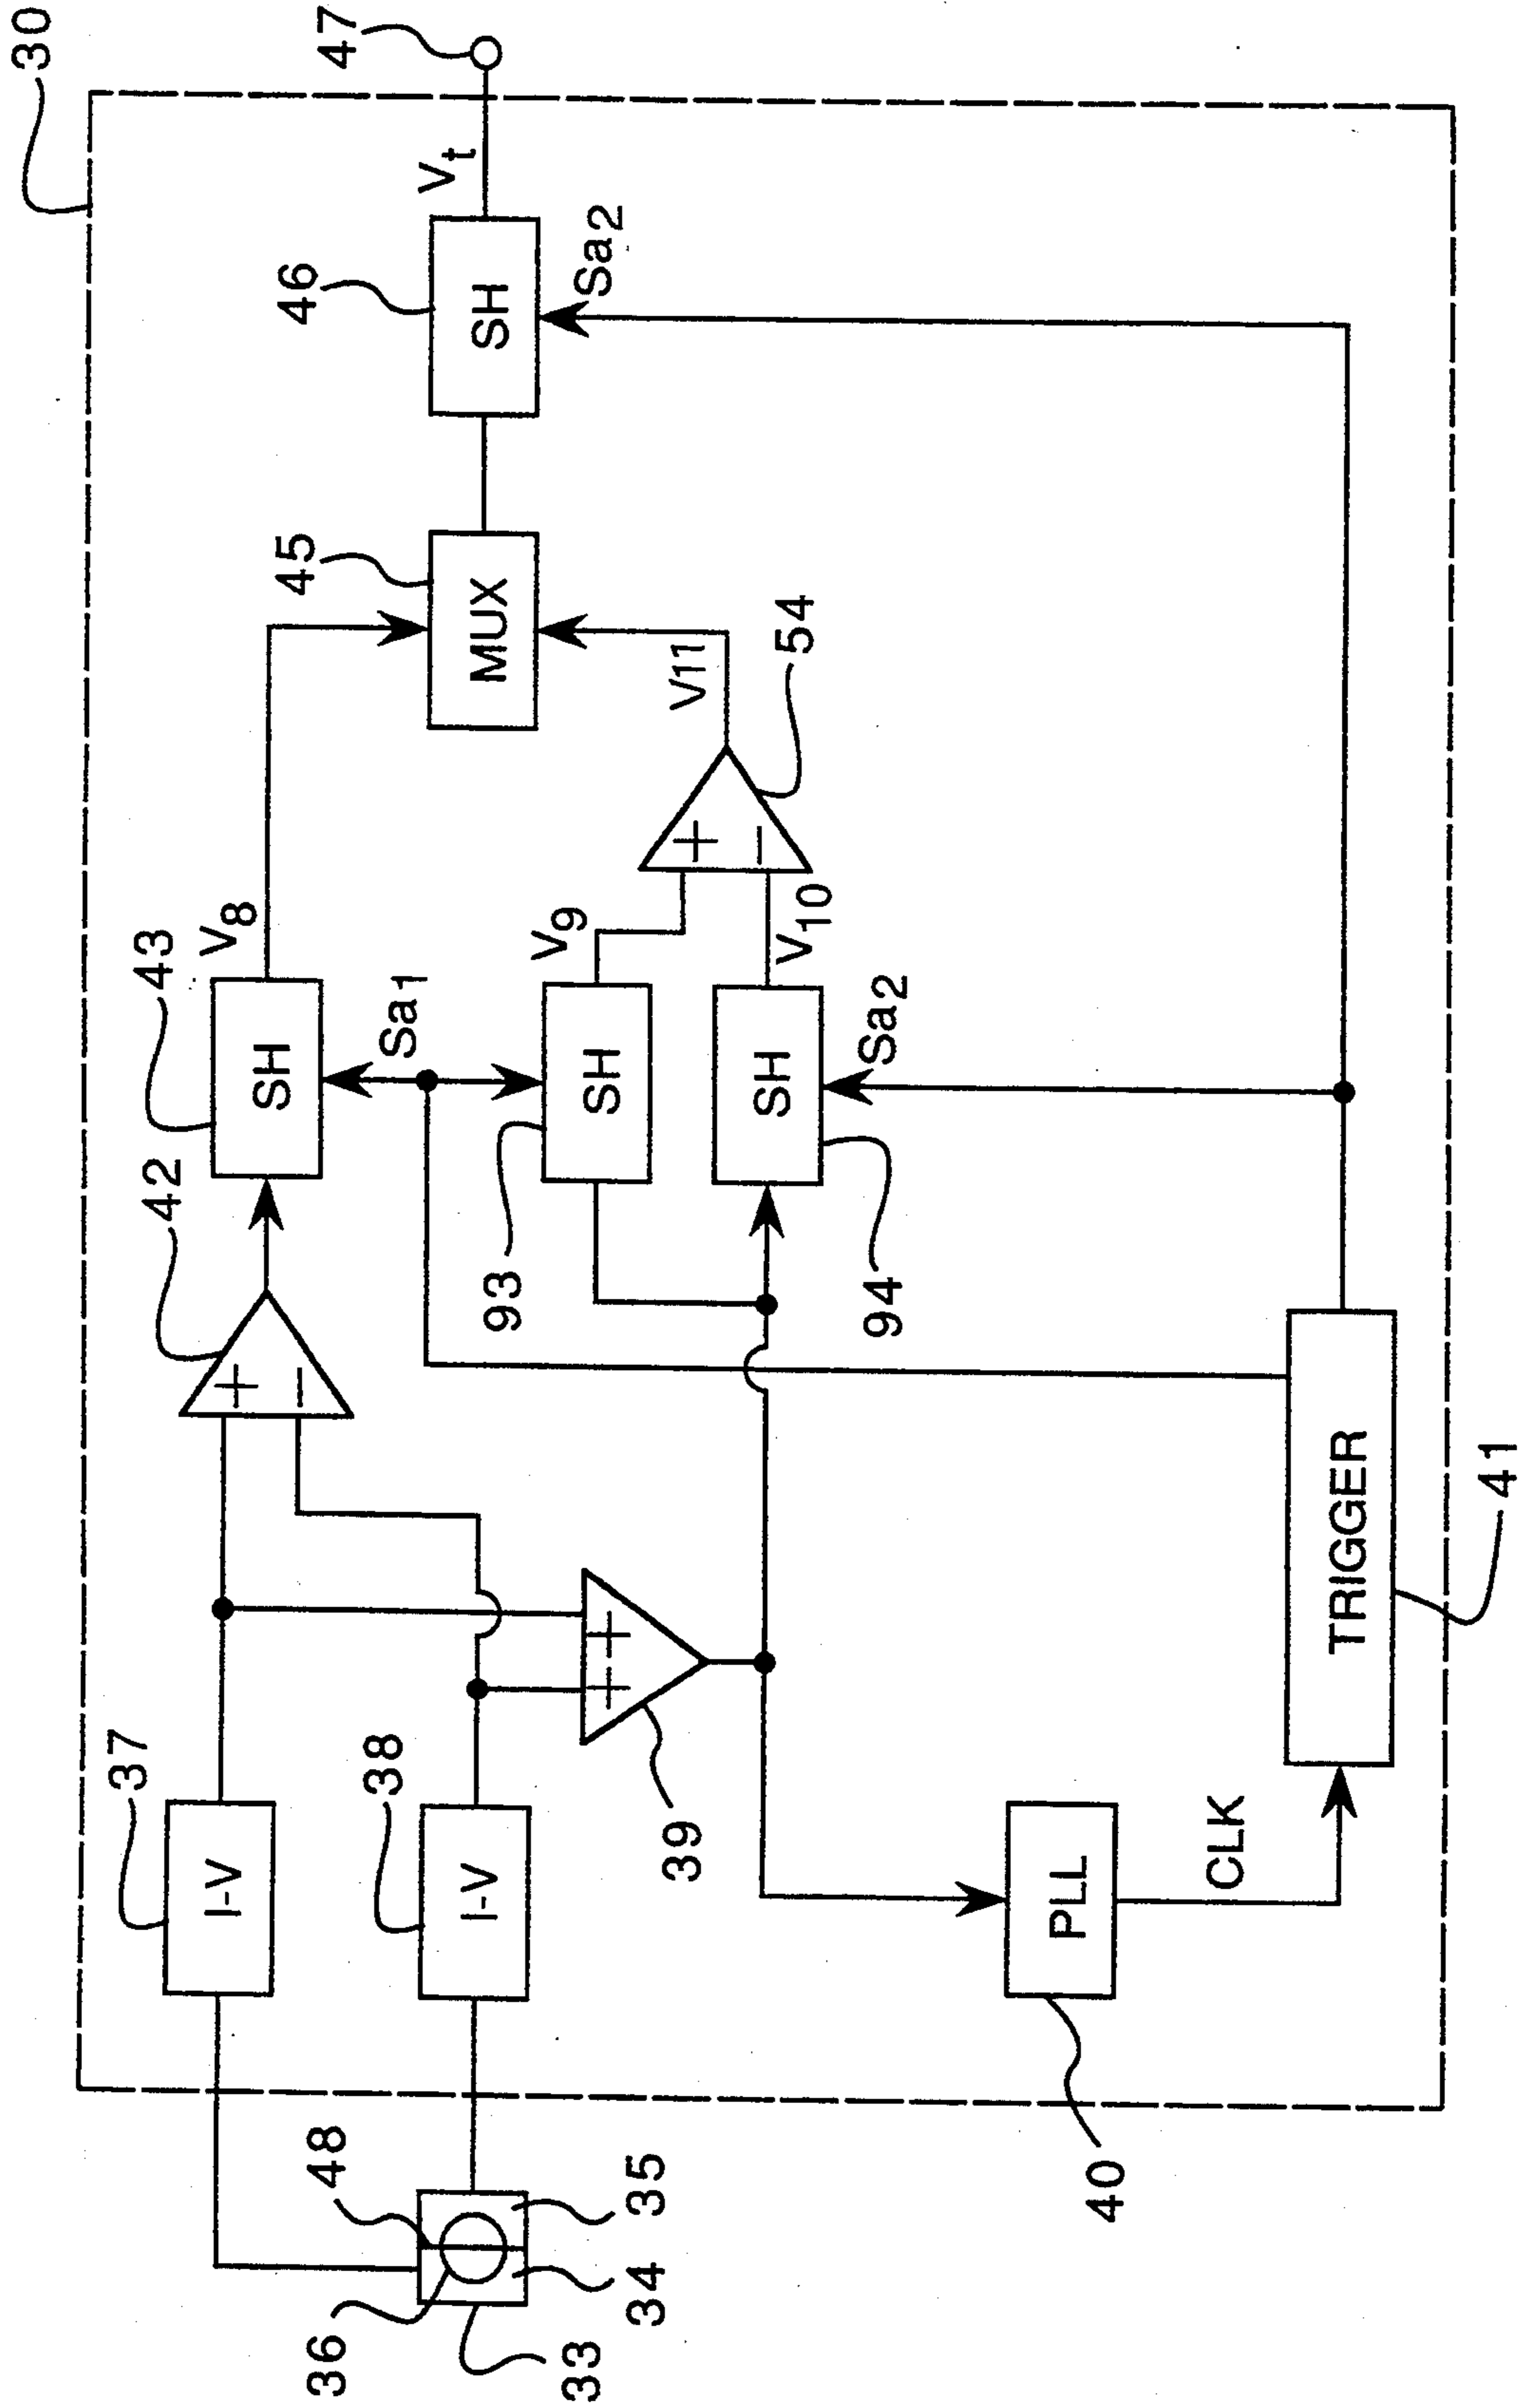 30
47
Vt
46
SH
Sa2
45
MUX
V11
54
+
−
43
V8
SH
Sa1
V9
93
SH
V10
SH
Sa2
94
42
+
−
37
I-V
38
I-V
+
+
39
PLL
40
CLK
TRIGGER
41
48
35
36
34
33